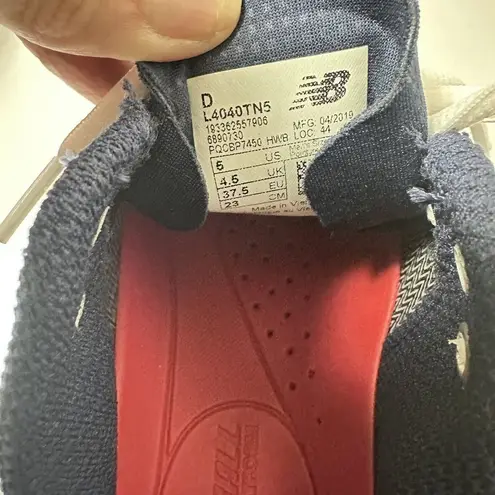 D
L4040TN5
193362557906
6890730 MFG. 04/2019
PQCBP7450 HWB LOC: 44
5 US
4.5 UK
37.5 EU
23 CM
Made in